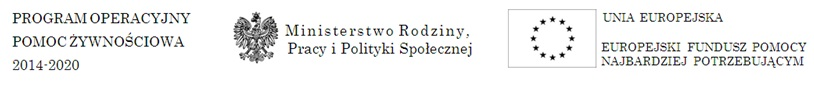 PROGRAM OPERACYJNY
POMOC ŻYWNOŚCIOWA
2014-2020
Ministerstwo Rodziny,
Pracy i Polityki Społecznej
UNIA EUROPEJSKA
EUROPEJSKI FUNDUSZ POMOCY
NAJBARDZIEJ POTRZEBUJĄCYM